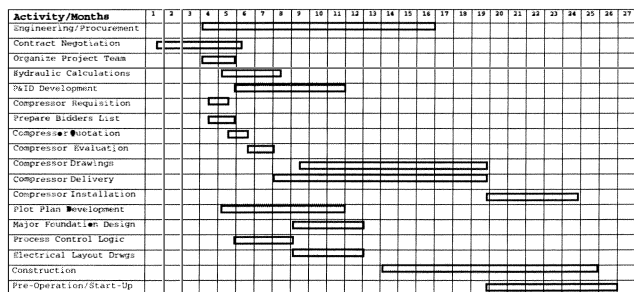 Activity/Months 1 2 3 4 5 6 7 8 9 10 11 12 13 14 15 16 17 18 19 20 21 22 23 24 25 26 27
Engineering/Procurement
Contract Negotiation
Organize Project Team
Hydraulic Calculations
P&ID Development
Compressor Requisition
Prepare Bidders List
Compressor Quotation
Compressor Evaluation
Compressor Drawings
Compressor Delivery
Compressor Installation
Plot Plan Development
Major Foundation Design
Process Control Logic
Electrical Layout Drwgs
Construction
Pre-Operation/Start-Up